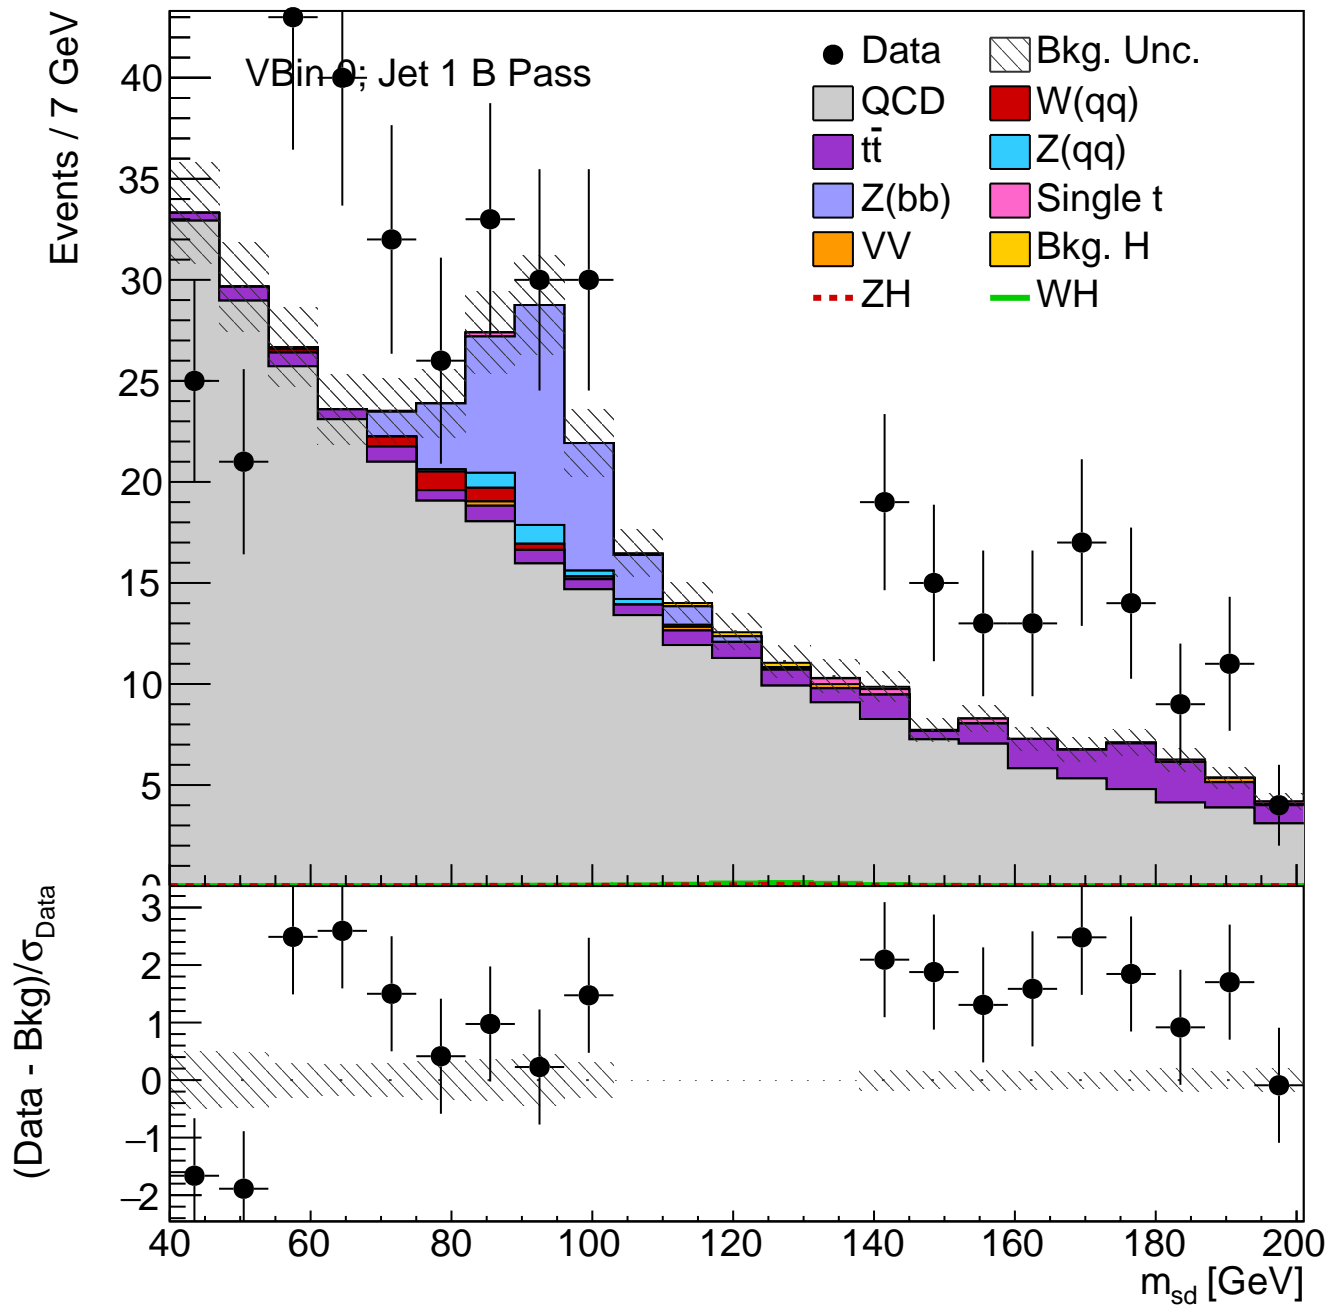 Events / 7 GeV
VBin 0; Jet 1 B Pass
Data
Bkg. Unc.
QCD
W(qq)
tt̄
Z(qq)
Z(bb)
Single t
VV
Bkg. H
ZH
WH
40
35
30
25
20
15
10
5
0
(Data - Bkg)/σData
3
2
1
0
−1
−2
40 60 80 100 120 140 160 180 200
msd [GeV]